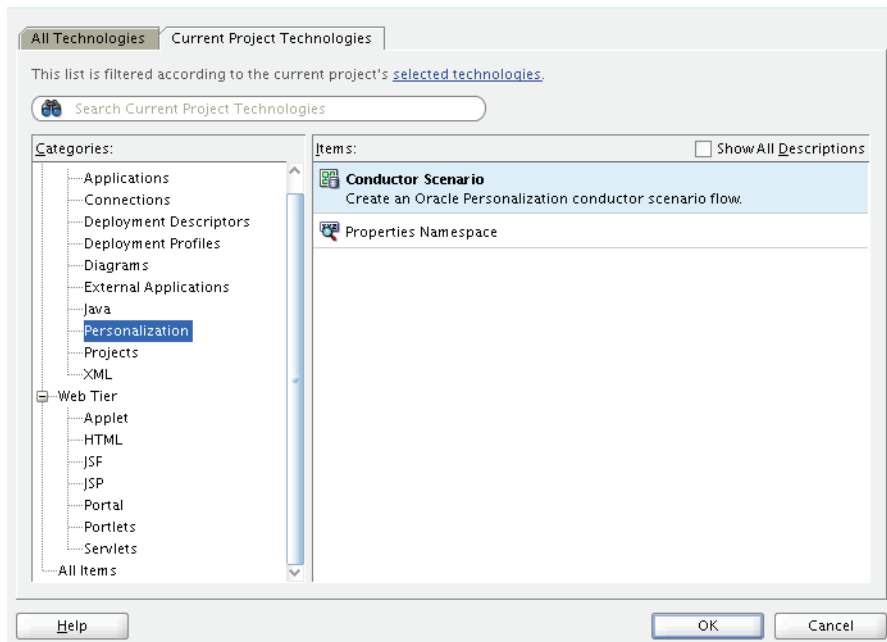 All Technologies
Current Project Technologies
This list is filtered according to the current project's selected technologies.
Search Current Project Technologies
Categories:
Applications
Connections
Deployment Descriptors
Deployment Profiles
Diagrams
External Applications
Java
Personalization
Projects
XML
Web Tier
Applet
HTML
JSF
JSP
Portal
Portlets
Servlets
All Items
Items:
Show All Descriptions
Conductor Scenario
Create an Oracle Personalization conductor scenario flow.
Properties Namespace
Help
OK
Cancel